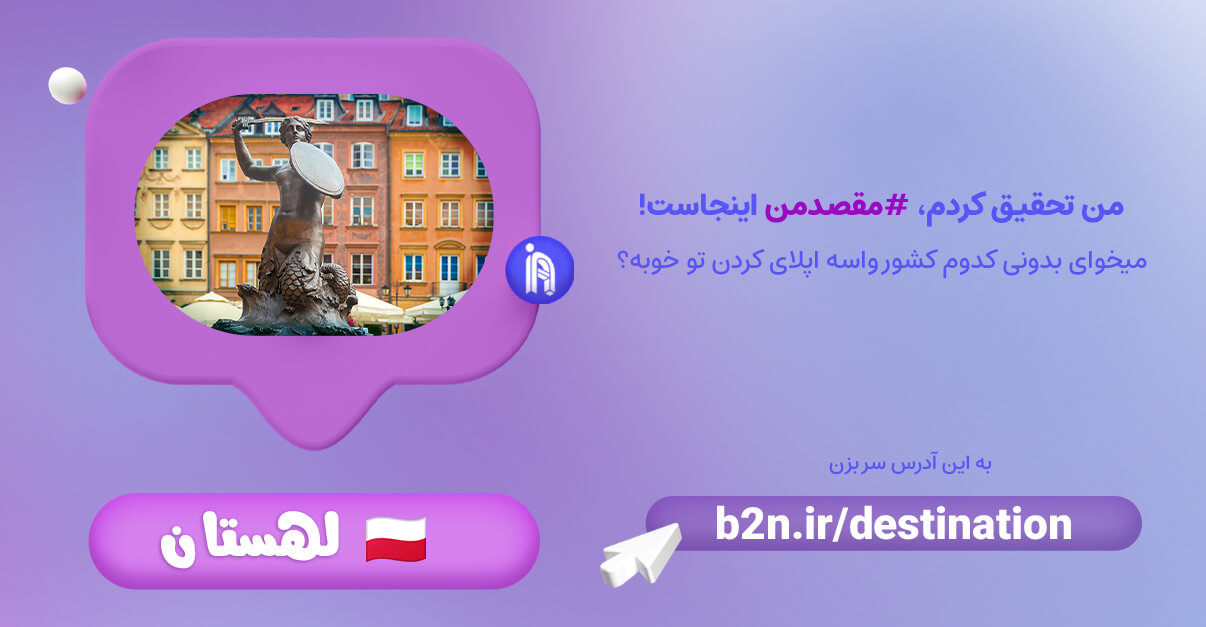 من تحقیق کردم، #مقصدمن اینجاست!
میخوای بدونی کدوم کشور واسه اپلای کردن تو خوبه؟
به این آدرس سر بزن
b2n.ir/destination
لهستان